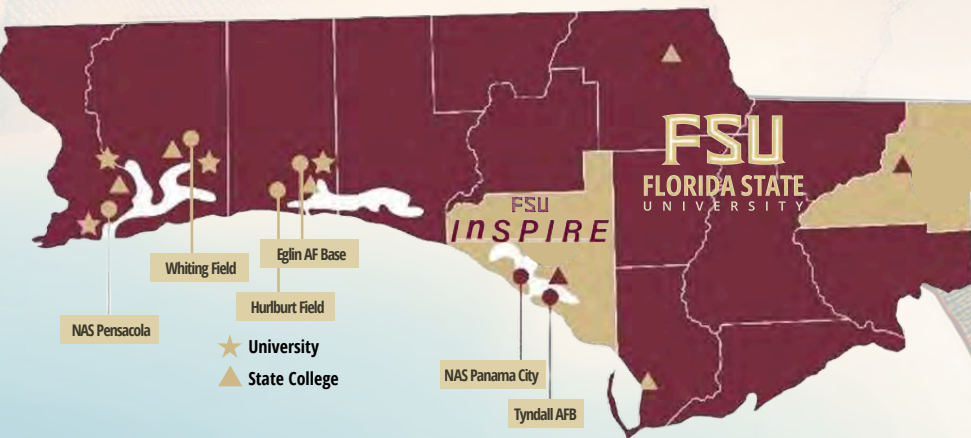 FSU
FLORIDA STATE
UNIVERSITY
FSU
INSPIRE
Eglin AF Base
Whiting Field
Hurlburt Field
NAS Pensacola
University
State College
NAS Panama City
Tyndall AFB